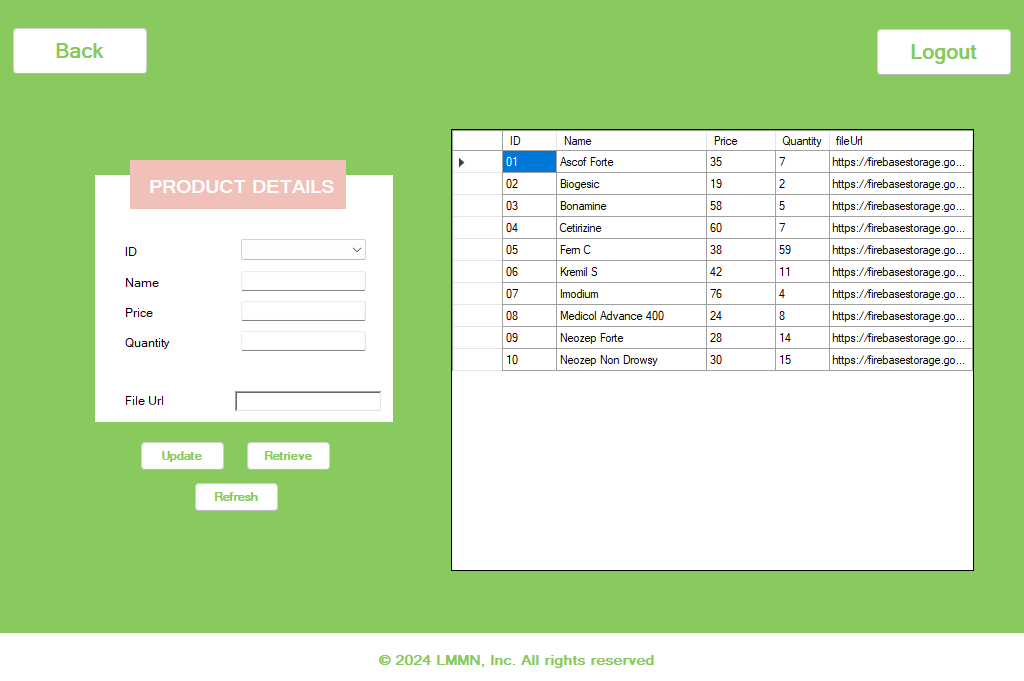 Back
Logout
PRODUCT DETAILS
ID
Name
Price
Quantity
File Url
Update
Retrieve
Refresh
ID Name Price Quantity fileUrl
01 Ascof Forte 35 7 https://firebasestorage.go...
02 Biogesic 19 2 https://firebasestorage.go...
03 Bonamine 58 5 https://firebasestorage.go...
04 Cetirizine 60 7 https://firebasestorage.go...
05 Fern C 38 59 https://firebasestorage.go...
06 Kremil S 42 11 https://firebasestorage.go...
07 Imodium 76 4 https://firebasestorage.go...
08 Medicol Advance 400 24 8 https://firebasestorage.go...
09 Neozep Forte 28 14 https://firebasestorage.go...
10 Neozep Non Drowsy 30 15 https://firebasestorage.go...
© 2024 LMMN, Inc. All rights reserved